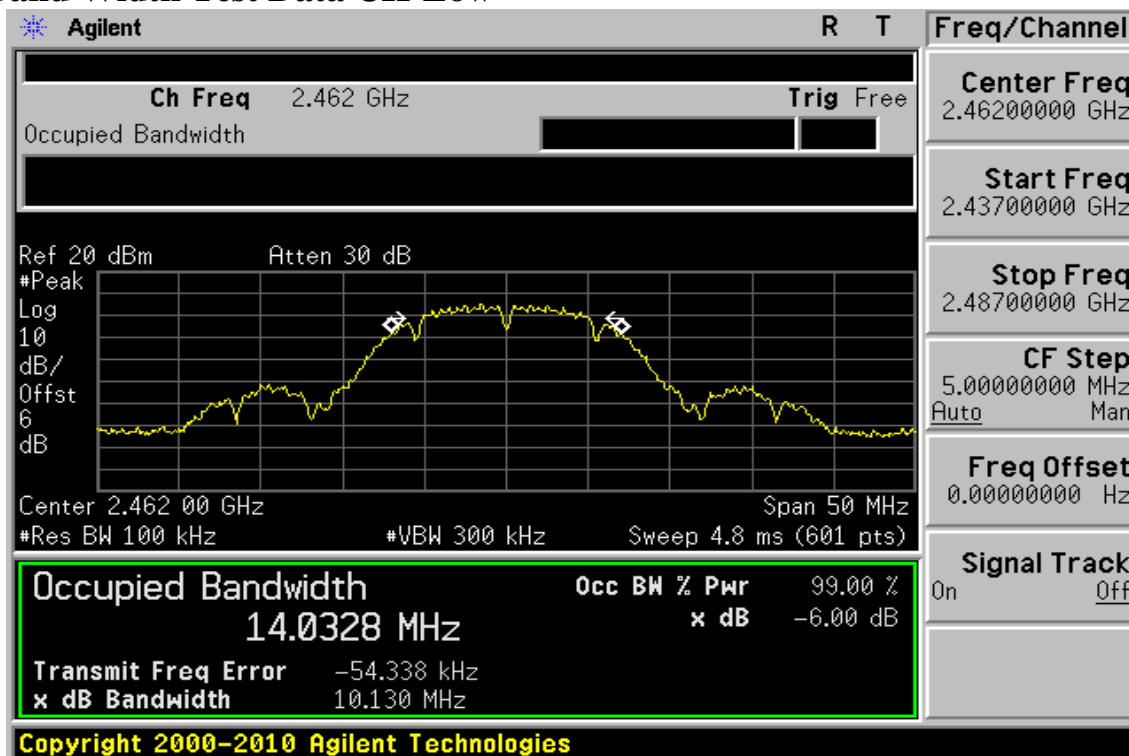 Agilent R T
Freq/Channel
Ch Freq 2.462 GHz Trig Free
Occupied Bandwidth
Center Freq
2.46200000 GHz
Start Freq
2.43700000 GHz
Stop Freq
2.48700000 GHz
CF Step
5.00000000 MHz
Auto Man
Freq Offset
0.00000000 Hz
Signal Track
On Off
Ref 20 dBm Atten 30 dB
#Peak
Log
10
dB/
Offst
6
dB
Center 2.462 00 GHz Span 50 MHz
#Res BW 100 kHz #VBW 300 kHz Sweep 4.8 ms (601 pts)
Occupied Bandwidth Occ BW % Pwr 99.00 %
14.0328 MHz x dB -6.00 dB
Transmit Freq Error -54.338 kHz
x dB Bandwidth 10.130 MHz
Copyright 2000-2010 Agilent Technologies